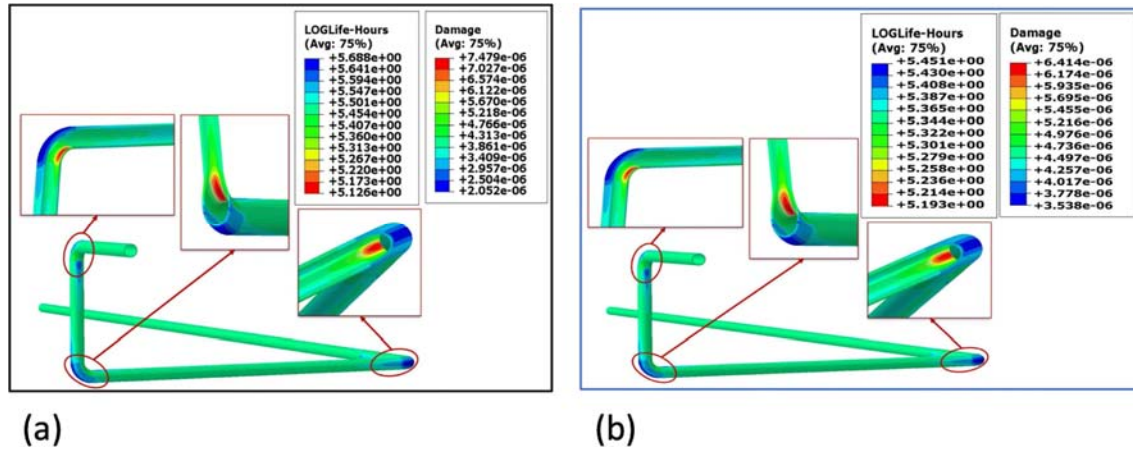 LOGLife-Hours
(Avg: 75%)
+5.688e+00
+5.641e+00
+5.594e+00
+5.547e+00
+5.501e+00
+5.454e+00
+5.407e+00
+5.360e+00
+5.313e+00
+5.267e+00
+5.220e+00
+5.173e+00
+5.126e+00
Damage
(Avg: 75%)
+7.479e-06
+7.027e-06
+6.574e-06
+6.122e-06
+5.670e-06
+5.218e-06
+4.766e-06
+4.313e-06
+3.861e-06
+3.409e-06
+2.957e-06
+2.504e-06
+2.052e-06
(a)
LOGLife-Hours
(Avg: 75%)
+5.451e+00
+5.430e+00
+5.408e+00
+5.387e+00
+5.365e+00
+5.344e+00
+5.322e+00
+5.301e+00
+5.279e+00
+5.258e+00
+5.236e+00
+5.214e+00
+5.193e+00
Damage
(Avg: 75%)
+6.414e-06
+6.174e-06
+5.935e-06
+5.695e-06
+5.455e-06
+5.216e-06
+4.976e-06
+4.736e-06
+4.497e-06
+4.257e-06
+4.017e-06
+3.778e-06
+3.538e-06
(b)